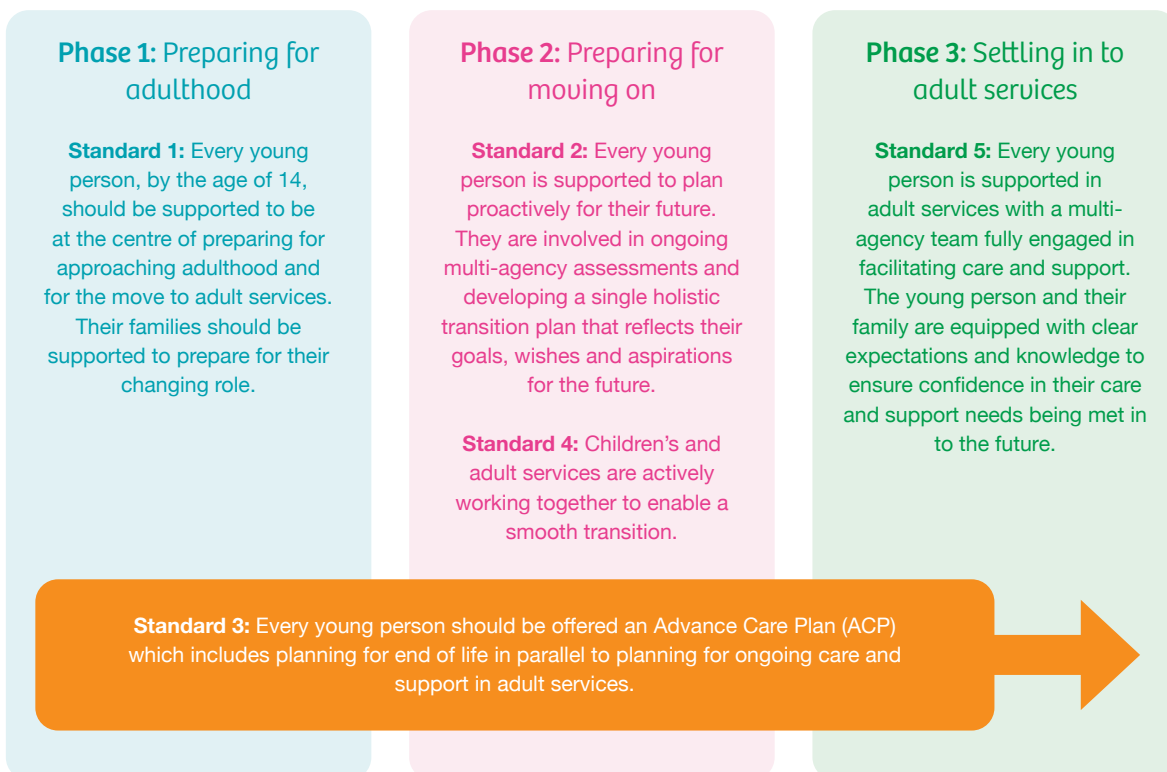 Phase 1: Preparing for
adulthood
Standard 1: Every young
person, by the age of 14,
should be supported to be
at the centre of preparing for
approaching adulthood and
for the move to adult services.
Their families should be
supported to prepare for their
changing role.
Phase 2: Preparing for
moving on
Standard 2: Every young
person is supported to plan
proactively for their future.
They are involved in ongoing
multi-agency assessments and
developing a single holistic
transition plan that reflects their
goals, wishes and aspirations
for the future.
Standard 4: Children's and
adult services are actively
working together to enable a
smooth transition.
Phase 3: Settling in to
adult services
Standard 5: Every young
person is supported in
adult services with a multi-
agency team fully engaged in
facilitating care and support.
The young person and their
family are equipped with clear
expectations and knowledge to
ensure confidence in their care
and support needs being met in
to the future.
Standard 3: Every young person should be offered an Advance Care Plan (ACP)
which includes planning for end of life in parallel to planning for ongoing care and
support in adult services.